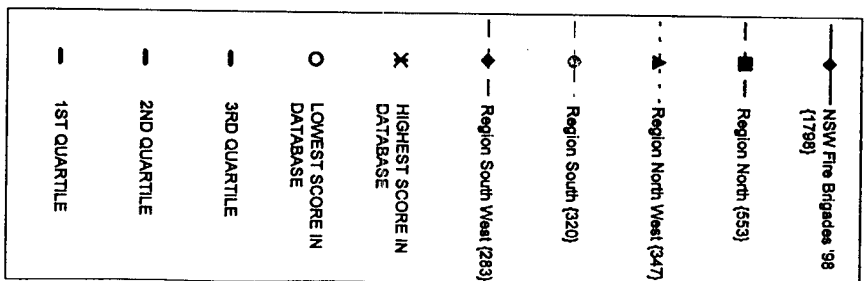 NSW Fire Brigades '98
{1798}
Region North {553}
Region North West {347}
Region South {320}
Region South West {283}
HIGHEST SCORE IN
DATABASE
LOWEST SCORE IN
DATABASE
3RD QUARTILE
2ND QUARTILE
1ST QUARTILE